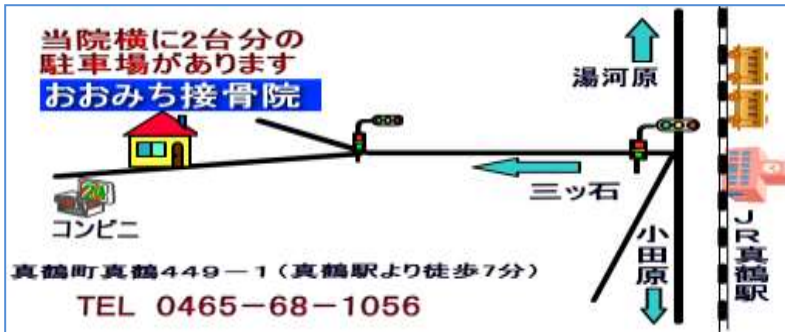 当院横に2台分の
駐車場があります
おおみち接骨院
湯河原
三ッ石
コンビニ
小田原
JR真鶴駅
真鶴町真鶴449－1(真鶴駅より徒歩7分)
TEL 0465－68－1056